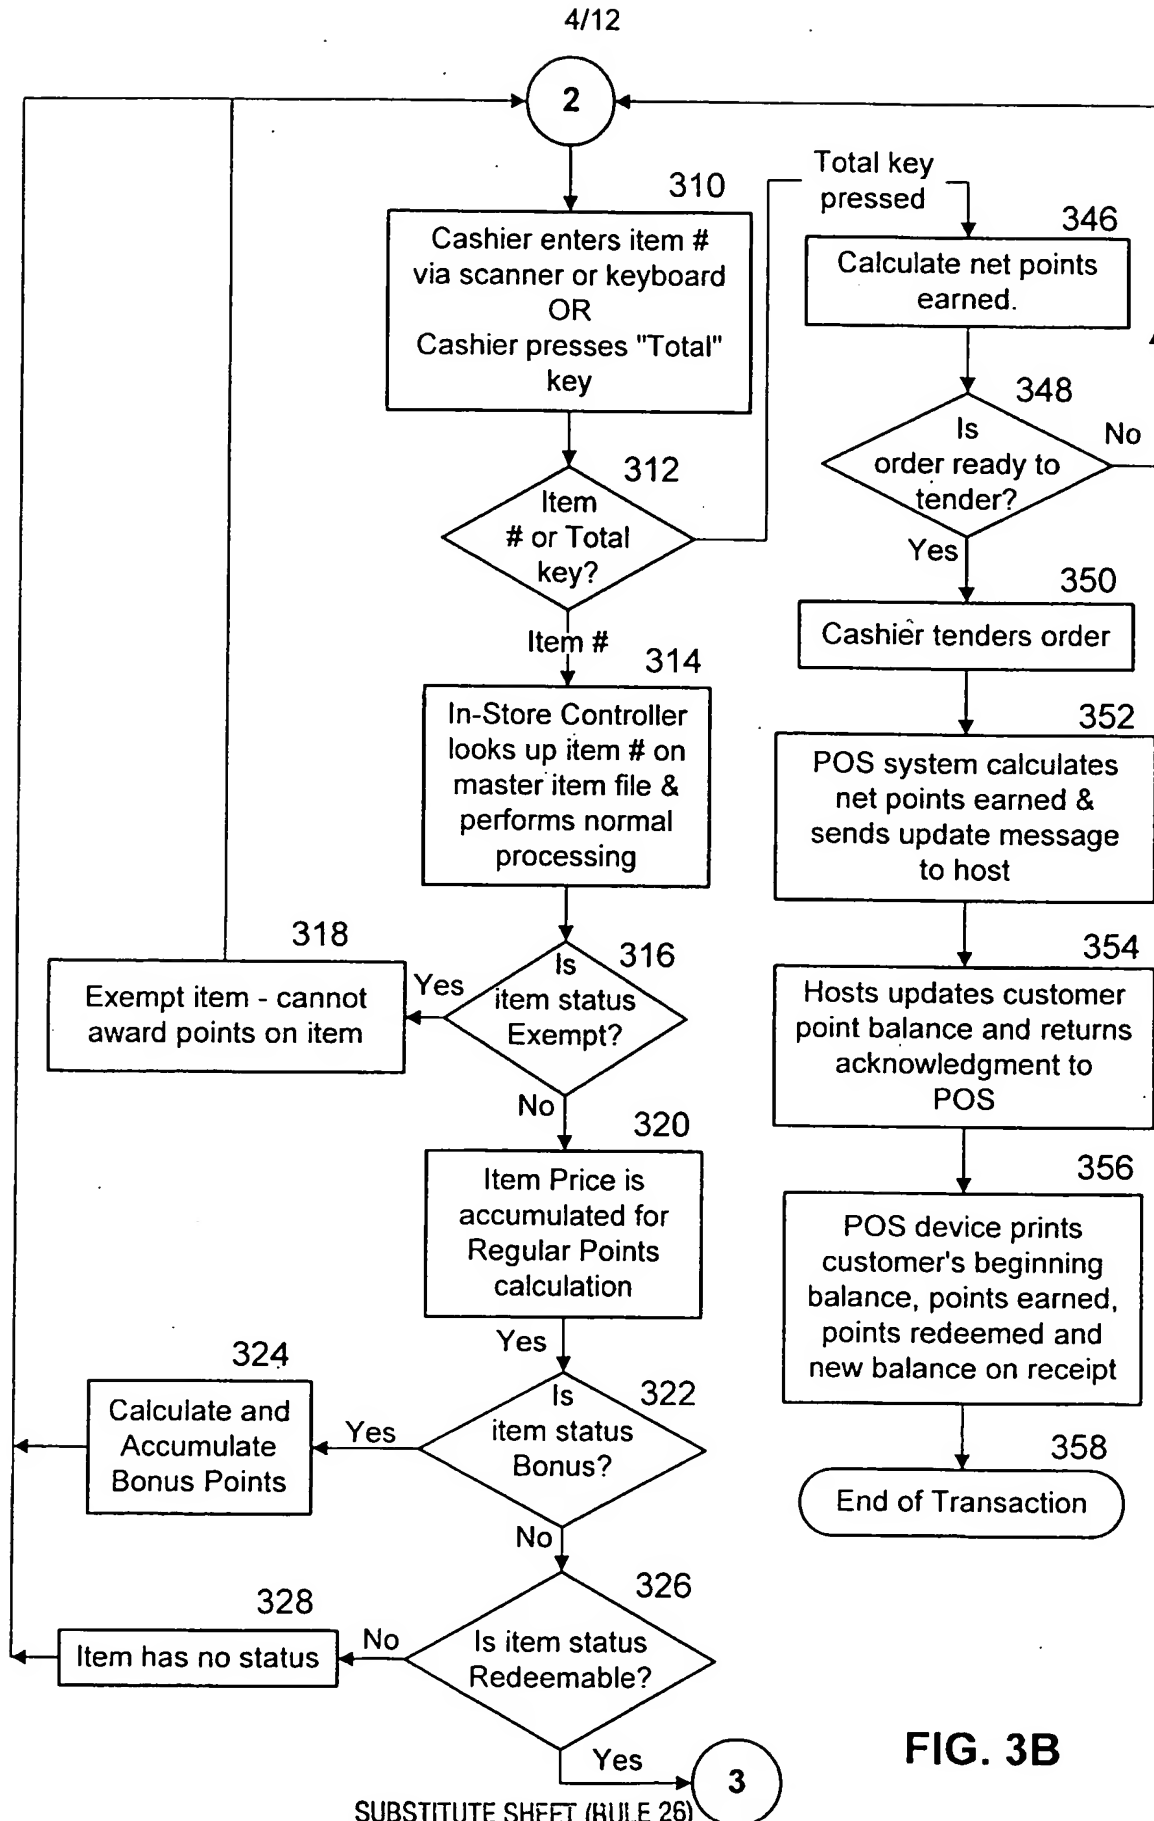 4/12
2
310
Cashier enters item #
via scanner or keyboard
OR
Cashier presses "Total"
key
312
Item
# or Total
key?
Item #
314
In-Store Controller
looks up item # on
master item file &
performs normal
processing
316
Is
item status
Exempt?
Yes
318
Exempt item - cannot
award points on item
No
320
Item Price is
accumulated for
Regular Points
calculation
Yes
322
Is
item status
Bonus?
Yes
324
Calculate and
Accumulate
Bonus Points
No
326
Is item status
Redeemable?
No
328
Item has no status
Yes
3
Total key
pressed
346
Calculate net points
earned.
348
Is
order ready to
tender?
No
Yes
350
Cashier tenders order
352
POS system calculates
net points earned &
sends update message
to host
354
Hosts updates customer
point balance and returns
acknowledgment to
POS
356
POS device prints
customer's beginning
balance, points earned,
points redeemed and
new balance on receipt
358
End of Transaction
FIG. 3B
SUBSTITUTE SHEET (RULE 26)